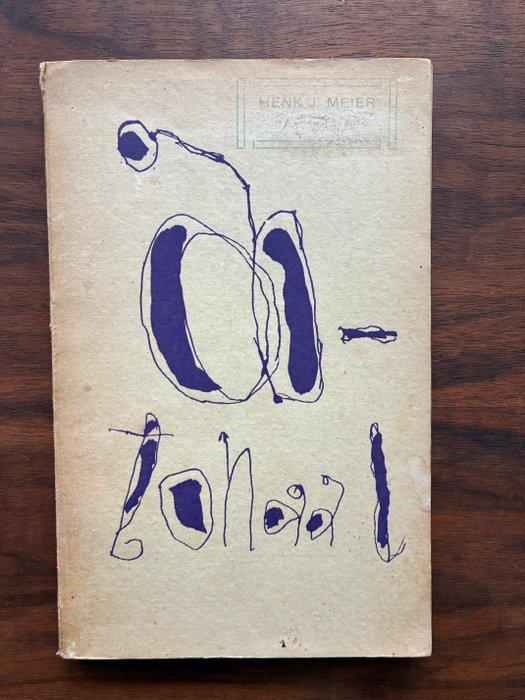 HENK J. MEIER
a-
tonaal